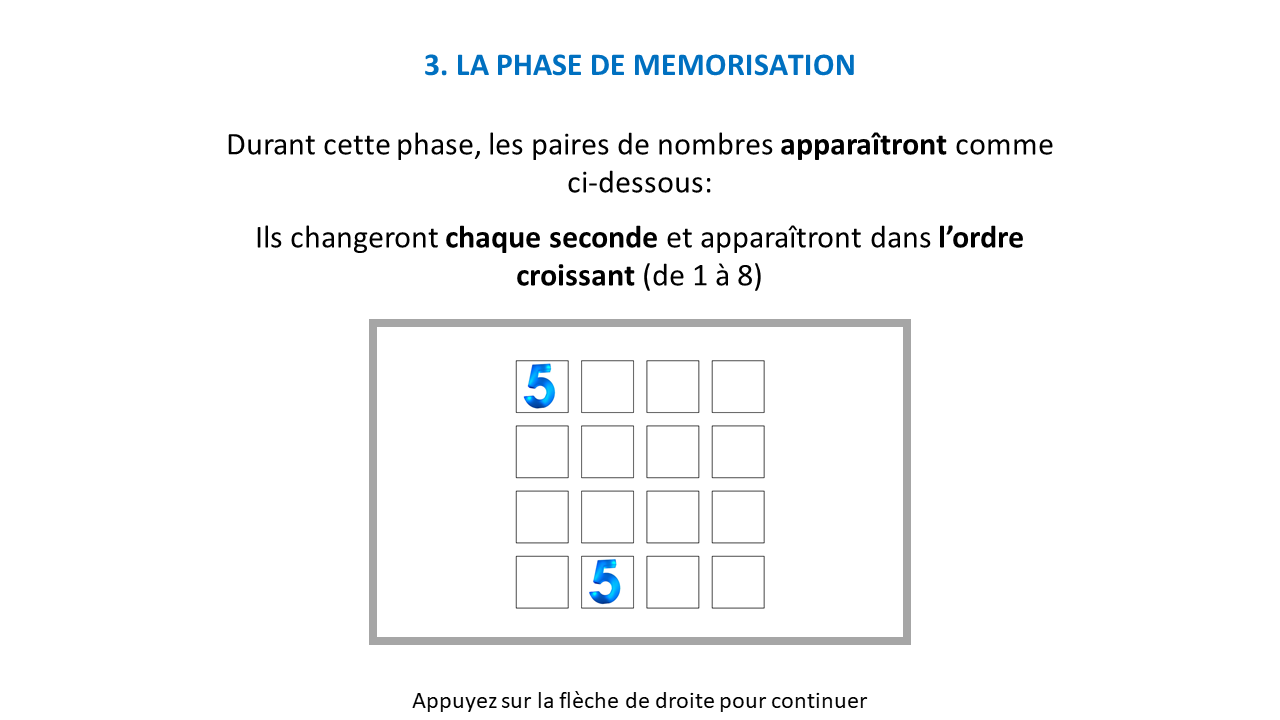 3. LA PHASE DE MEMORISATION
Durant cette phase, les paires de nombres apparaîtront comme
ci-dessous:
Ils changeront chaque seconde et apparaîtront dans l’ordre
croissant (de 1 à 8)
5
5
Appuyez sur la flèche de droite pour continuer